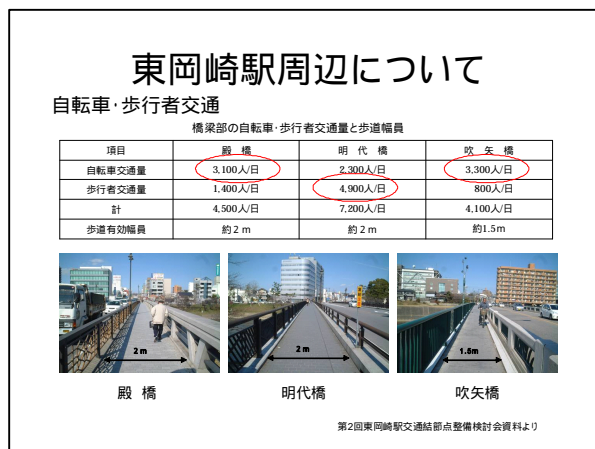 東岡崎駅周辺について
自転車・歩行者交通
橋梁部の自転車・歩行者交通量と歩道幅員
項目 殿 橋 明 代 橋 吹 矢 橋
自転車交通量 3,100人/日 2,300人/日 3,300人/日
歩行者交通量 1,400人/日 4,900人/日 800人/日
計 4,500人/日 7,200人/日 4,100人/日
歩道有効幅員 約2m 約2m 約1.5m
2m 2m 1.5m
殿 橋 明代橋 吹矢橋
第2回東岡崎駅交通結節点整備検討会資料より